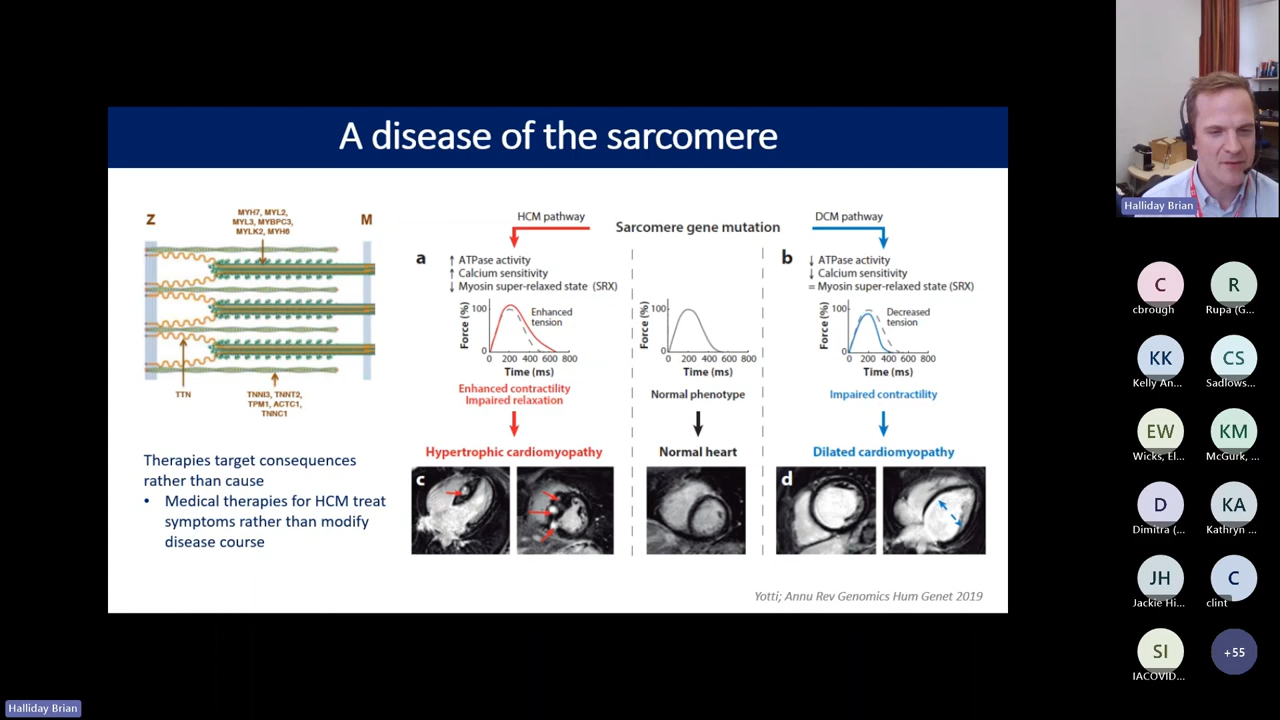 A disease of the sarcomere
Z
MYH7, MYL2,
MYL3, MYBPC3,
MYLK2, MYH6
M
TTN
TNNI3, TNNT2,
TPM1, ACTC1,
TNNC1
Therapies target consequences
rather than cause
• Medical therapies for HCM treat
symptoms rather than modify
disease course
HCM pathway
Sarcomere gene mutation
DCM pathway
a
↑ ATPase activity
↑ Calcium sensitivity
↓ Myosin super-relaxed state (SRX)
Force (%)
100
0
Enhanced
tension
0 200 400 600 800
Time (ms)
Enhanced contractility
Impaired relaxation
Hypertrophic cardiomyopathy
c
Force (%)
100
0
0 200 400 600 800
Time (ms)
Normal phenotype
Normal heart
b
↓ ATPase activity
↓ Calcium sensitivity
= Myosin super-relaxed state (SRX)
Force (%)
100
0
Decreased
tension
0 200 400 600 800
Time (ms)
Impaired contractility
Dilated cardiomyopathy
d
Yotti; Annu Rev Genomics Hum Genet 2019
Halliday Brian
C
cbrough
R
Rupa (G...
KK
Kelly An...
CS
Sadlows...
EW
Wicks, El...
KM
McGurk, ...
D
Dimitra (...
KA
Kathryn ...
JH
Jackie Hi...
C
clint
SI
IACOVID...
+55
Halliday Brian